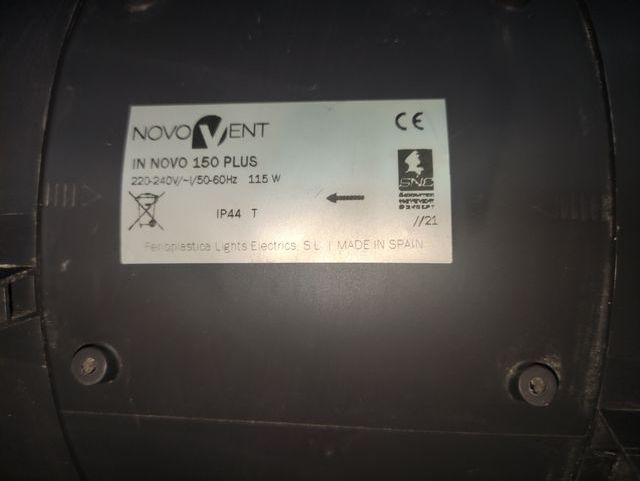 NOVOVENT
CE
IN NOVO 150 PLUS
220-240V/~I/50-60Hz 115 W
SND
IP44 T
//21
Ferroplastica Lights Electrics, S.L. | MADE IN SPAIN